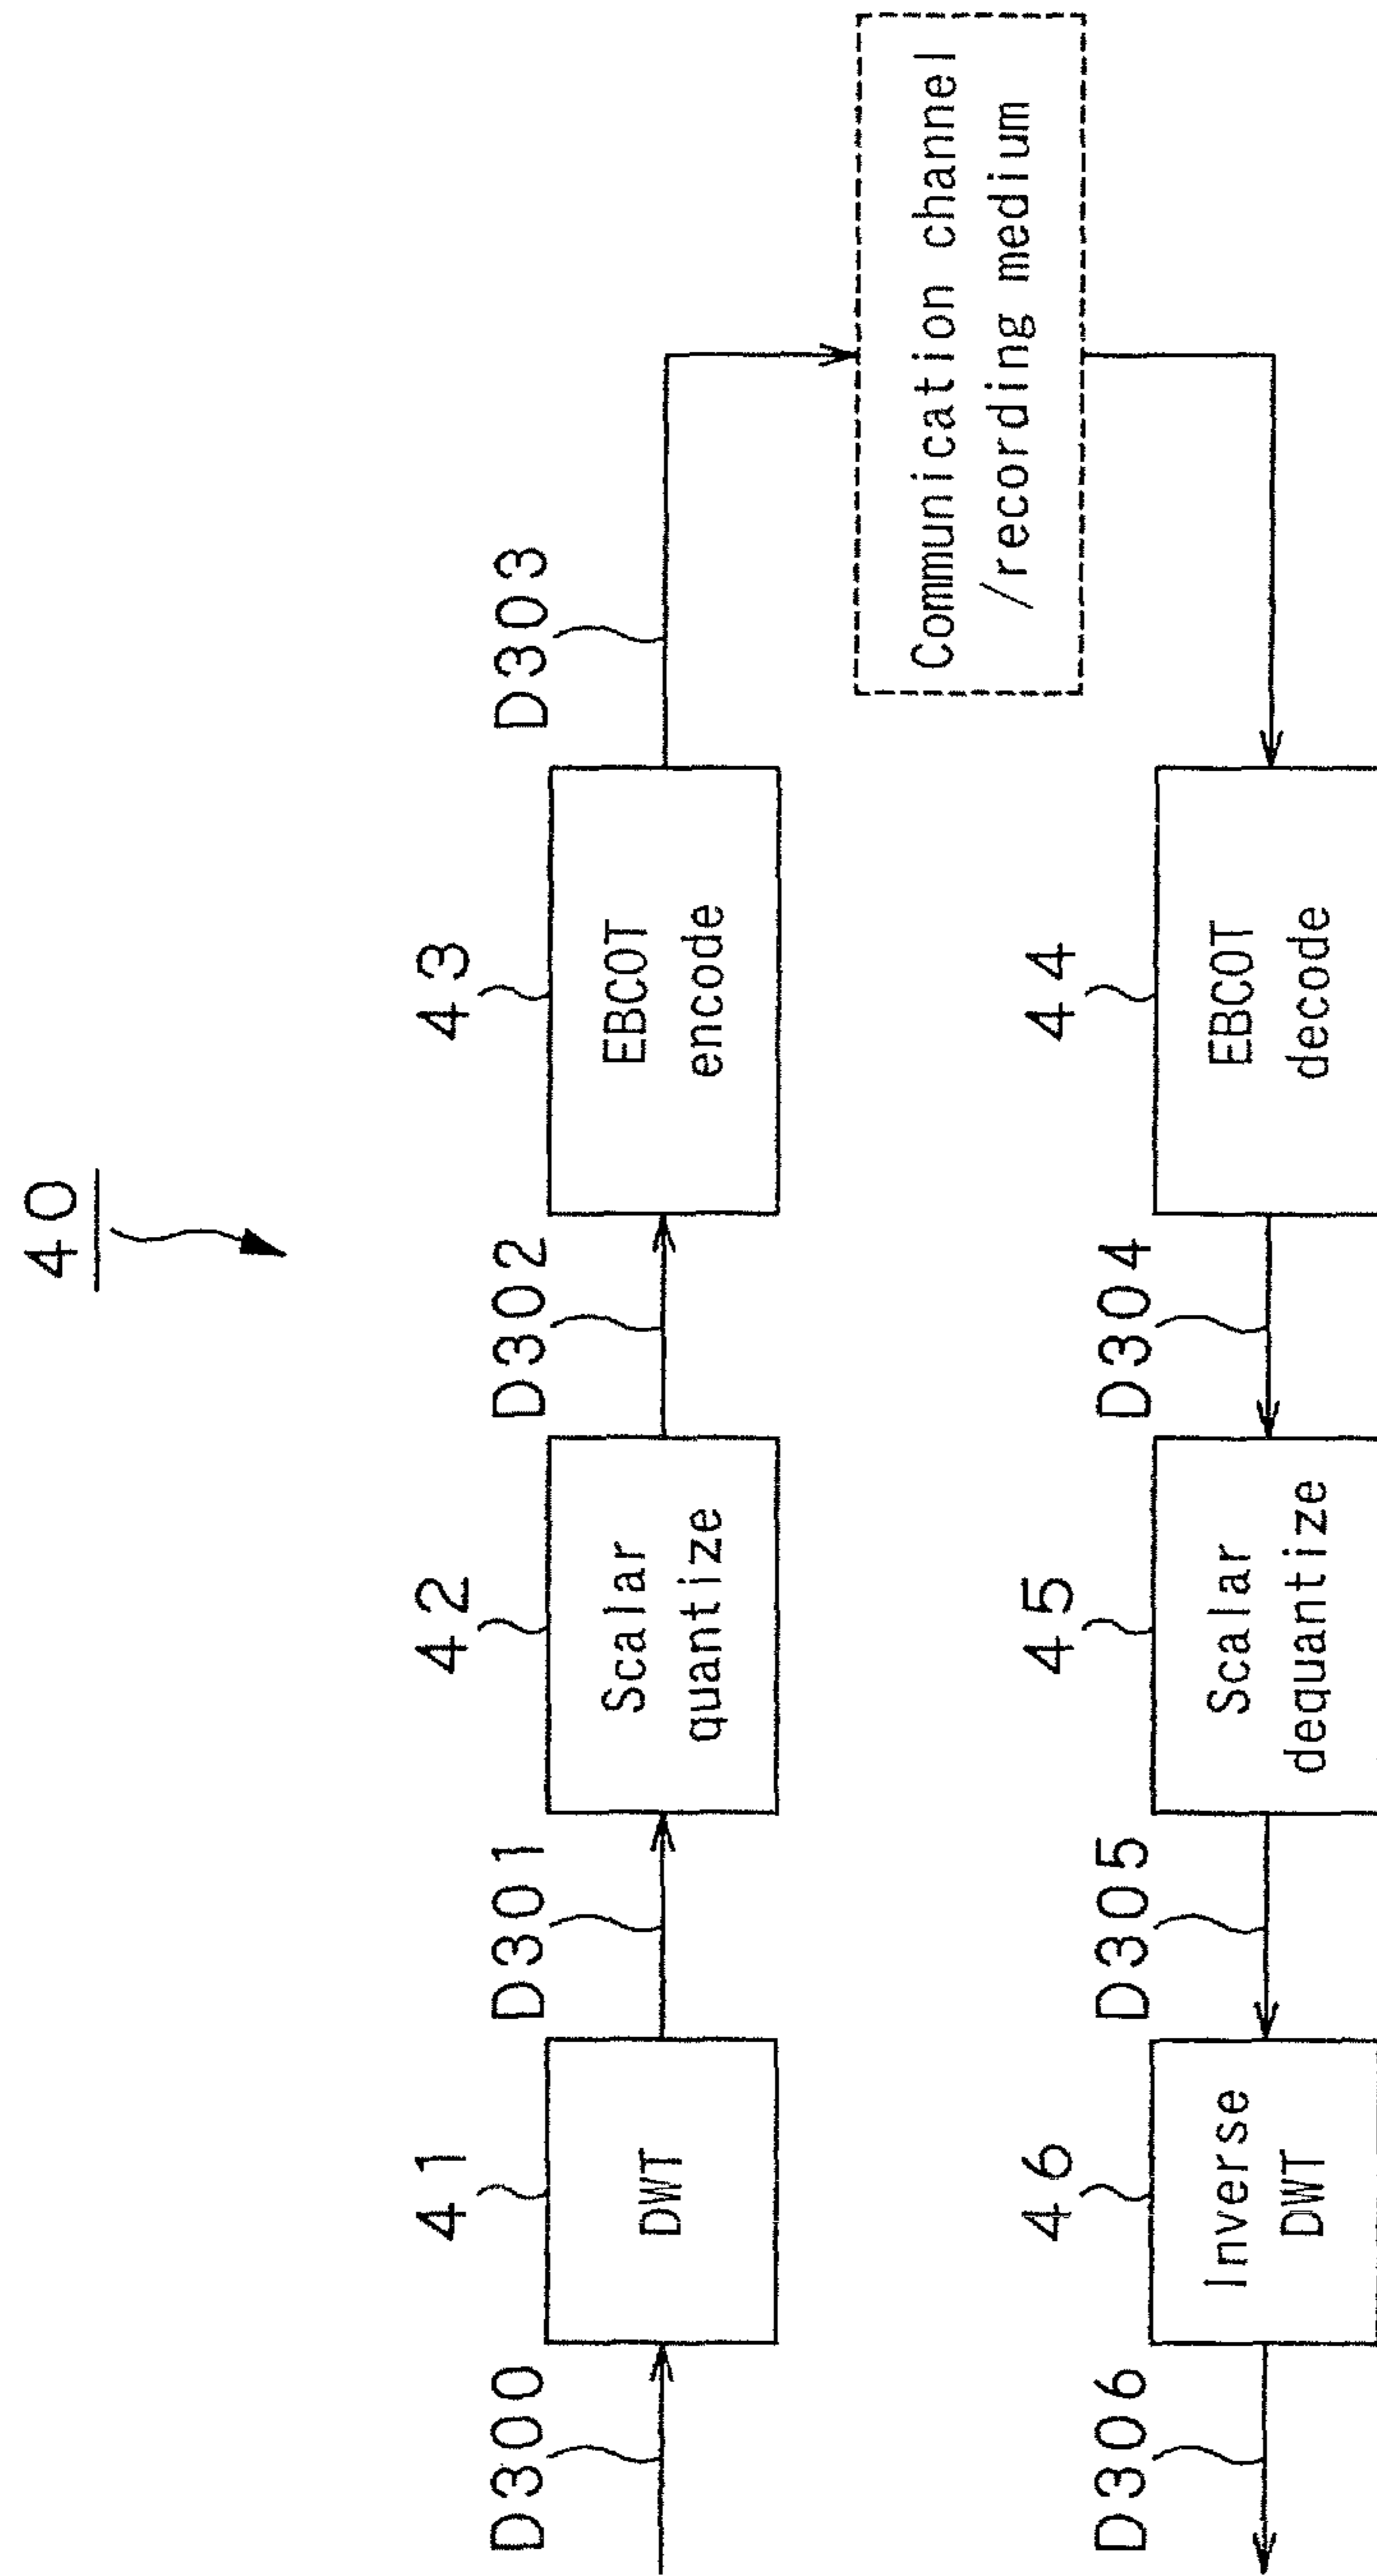 40
D300
41
DWT
D301
42
Scalar
quantize
D302
43
EBCOT
encode
D303
Communication channel
/recording medium
D306
46
Inverse
DWT
D305
45
Scalar
dequantize
D304
44
EBCOT
decode